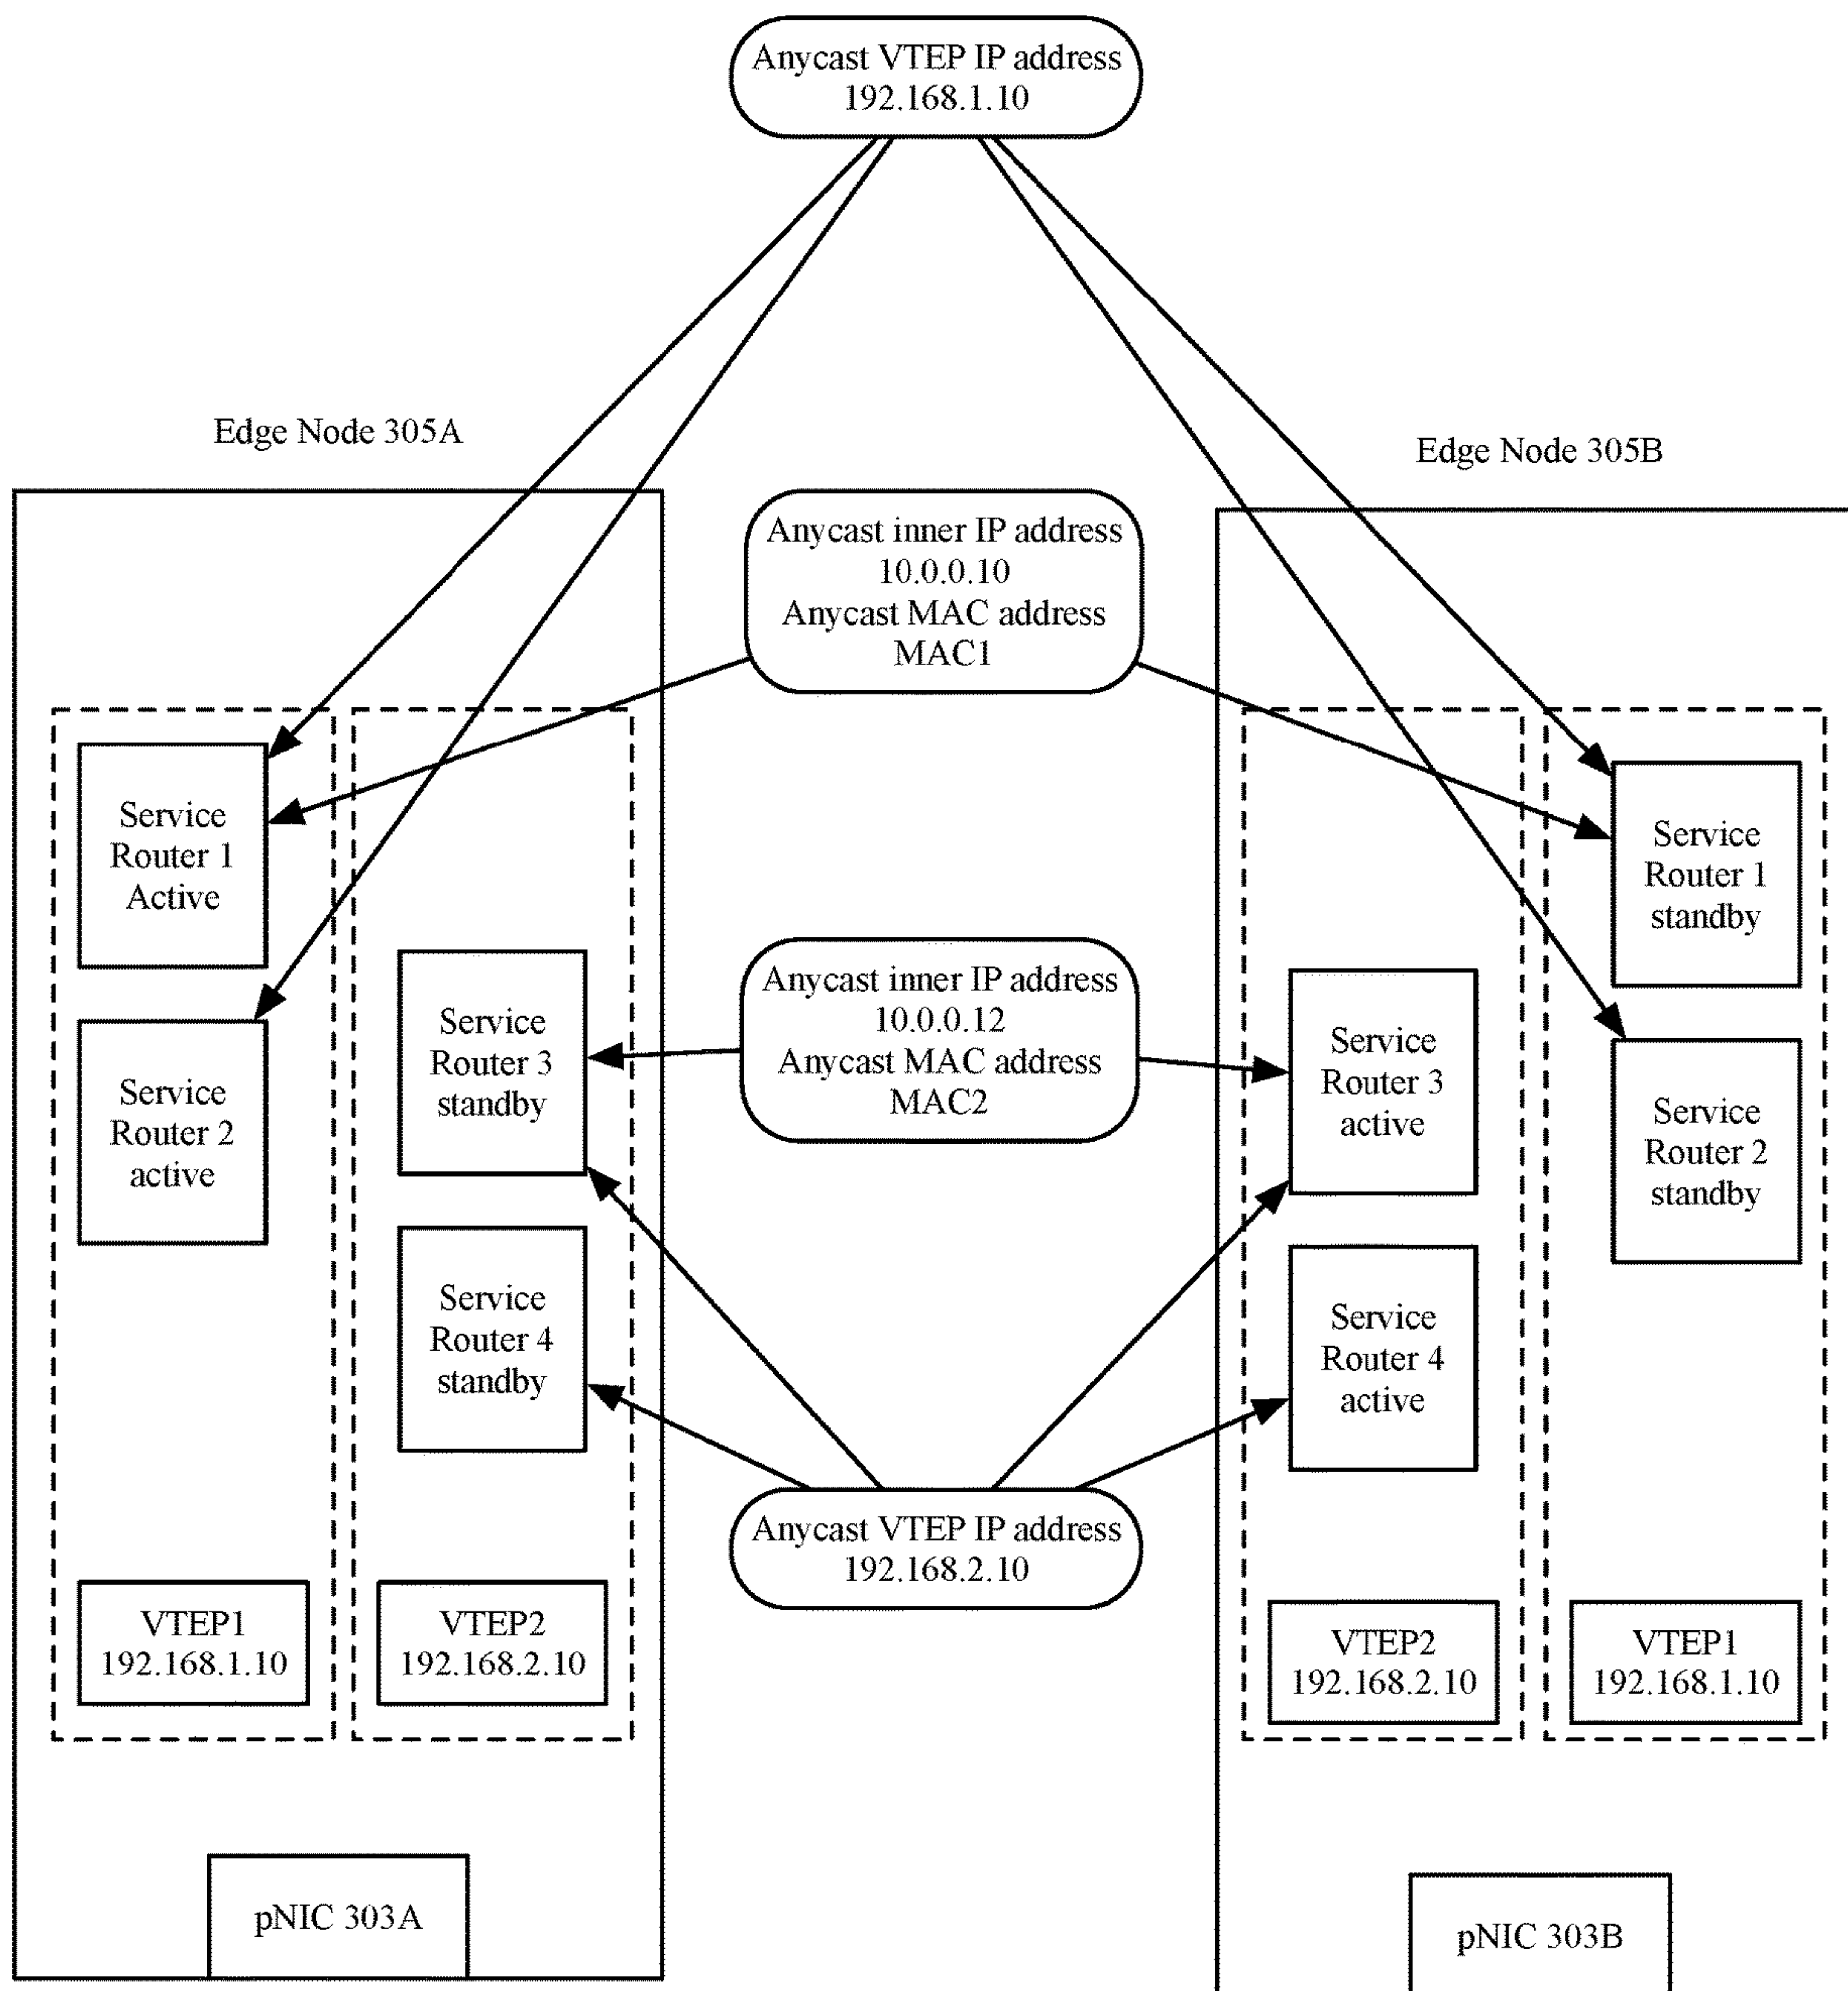 Anycast VTEP IP address
192.168.1.10
Edge Node 305A
Edge Node 305B
Anycast inner IP address
10.0.0.10
Anycast MAC address
MAC1
Service
Router 1
Active
Service
Router 2
active
Service
Router 3
standby
Service
Router 4
standby
Anycast inner IP address
10.0.0.12
Anycast MAC address
MAC2
Service
Router 3
active
Service
Router 4
active
Service
Router 1
standby
Service
Router 2
standby
Anycast VTEP IP address
192.168.2.10
VTEP1
192.168.1.10
VTEP2
192.168.2.10
VTEP2
192.168.2.10
VTEP1
192.168.1.10
pNIC 303A
pNIC 303B